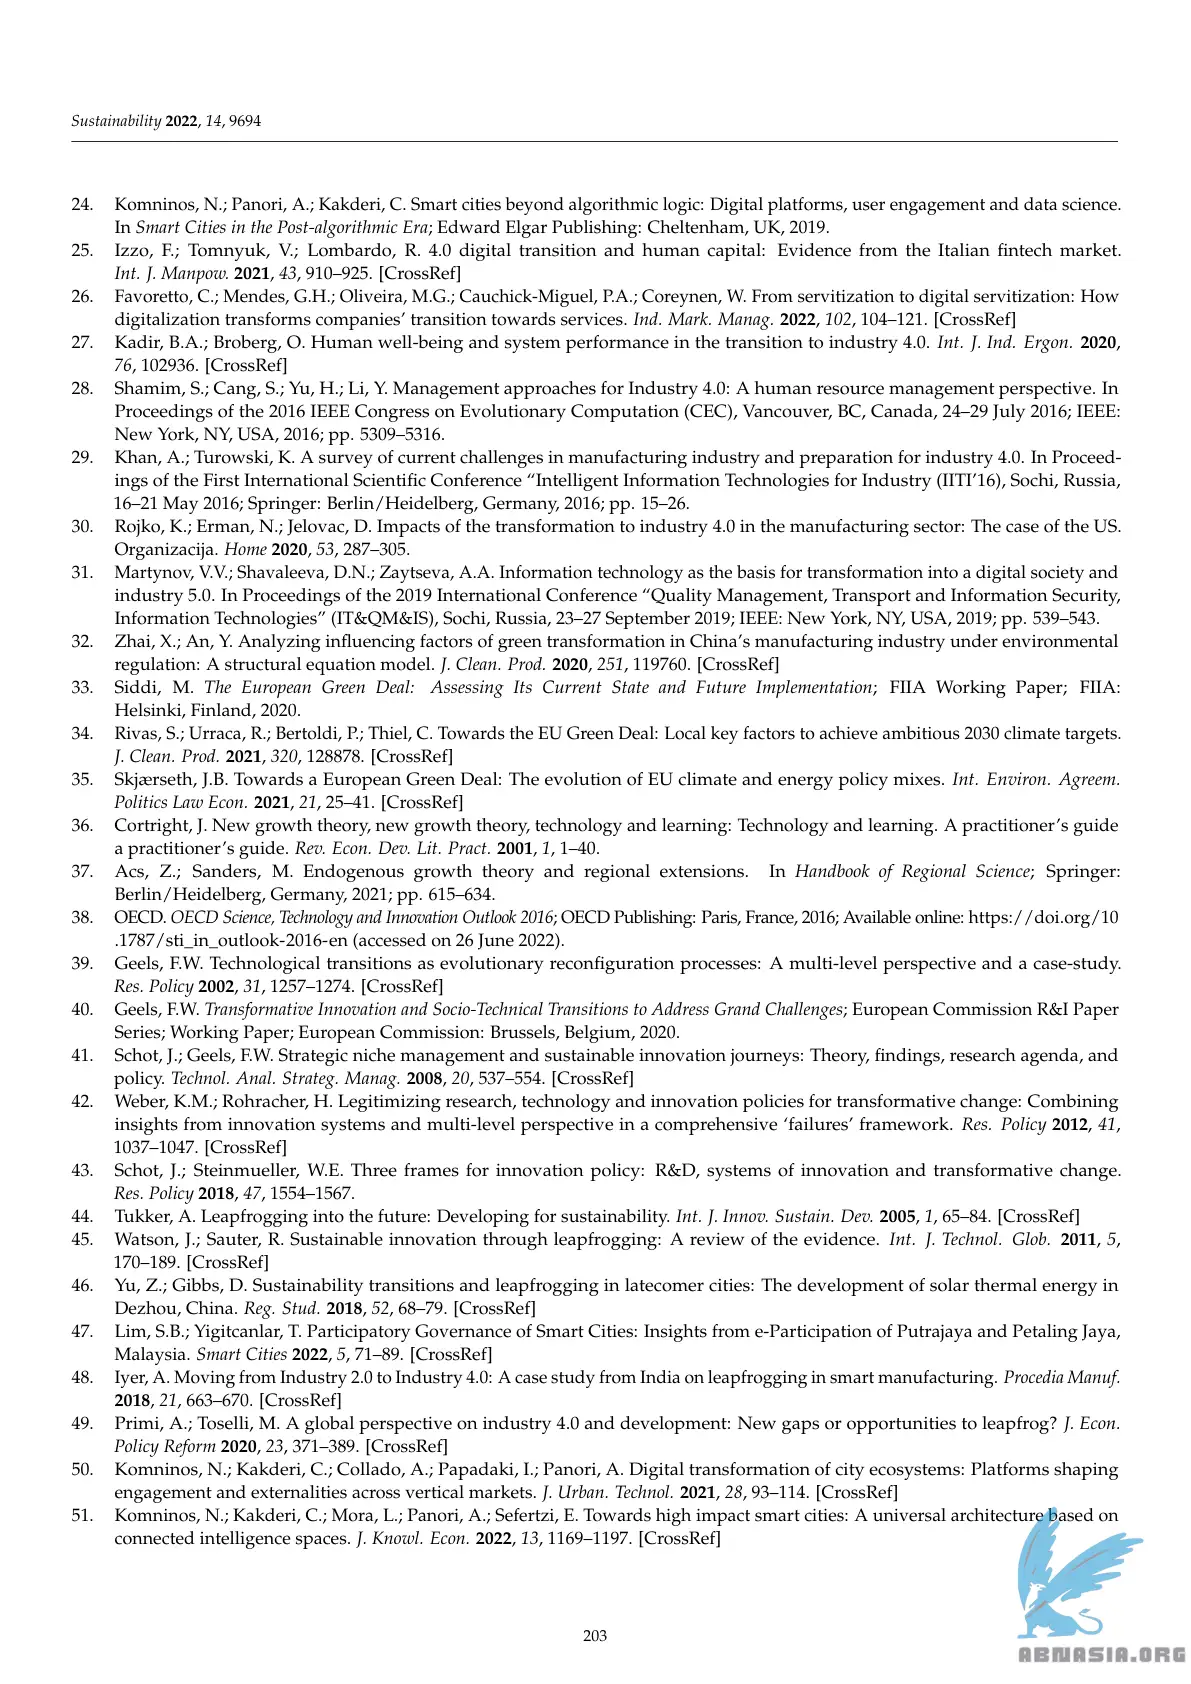 Sustainability 2022, 14, 9694
24. Komninos, N.; Panori, A.; Kakderi, C. Smart cities beyond algorithmic logic: Digital platforms, user engagement and data science.
In Smart Cities in the Post-algorithmic Era; Edward Elgar Publishing: Cheltenham, UK, 2019.
25. Izzo, F.; Tomnyuk, V.; Lombardo, R. 4.0 digital transition and human capital: Evidence from the Italian fintech market.
Int. J. Manpow. 2021, 43, 910–925. [CrossRef]
26. Favoretto, C.; Mendes, G.H.; Oliveira, M.G.; Cauchick-Miguel, P.A.; Coreynen, W. From servitization to digital servitization: How
digitalization transforms companies’ transition towards services. Ind. Mark. Manag. 2022, 102, 104–121. [CrossRef]
27. Kadir, B.A.; Broberg, O. Human well-being and system performance in the transition to industry 4.0. Int. J. Ind. Ergon. 2020,
76, 102936. [CrossRef]
28. Shamim, S.; Cang, S.; Yu, H.; Li, Y. Management approaches for Industry 4.0: A human resource management perspective. In
Proceedings of the 2016 IEEE Congress on Evolutionary Computation (CEC), Vancouver, BC, Canada, 24–29 July 2016; IEEE:
New York, NY, USA, 2016; pp. 5309–5316.
29. Khan, A.; Turowski, K. A survey of current challenges in manufacturing industry and preparation for industry 4.0. In Proceed-
ings of the First International Scientific Conference “Intelligent Information Technologies for Industry (IITI’16), Sochi, Russia,
16–21 May 2016; Springer: Berlin/Heidelberg, Germany, 2016; pp. 15–26.
30. Rojko, K.; Erman, N.; Jelovac, D. Impacts of the transformation to industry 4.0 in the manufacturing sector: The case of the US.
Organizacija. Home 2020, 53, 287–305.
31. Martynov, V.V.; Shavaleeva, D.N.; Zaytseva, A.A. Information technology as the basis for transformation into a digital society and
industry 5.0. In Proceedings of the 2019 International Conference “Quality Management, Transport and Information Security,
Information Technologies” (IT&QM&IS), Sochi, Russia, 23–27 September 2019; IEEE: New York, NY, USA, 2019; pp. 539–543.
32. Zhai, X.; An, Y. Analyzing influencing factors of green transformation in China’s manufacturing industry under environmental
regulation: A structural equation model. J. Clean. Prod. 2020, 251, 119760. [CrossRef]
33. Siddi, M. The European Green Deal: Assessing Its Current State and Future Implementation; FIIA Working Paper; FIIA:
Helsinki, Finland, 2020.
34. Rivas, S.; Urraca, R.; Bertoldi, P.; Thiel, C. Towards the EU Green Deal: Local key factors to achieve ambitious 2030 climate targets.
J. Clean. Prod. 2021, 320, 128878. [CrossRef]
35. Skjærseth, J.B. Towards a European Green Deal: The evolution of EU climate and energy policy mixes. Int. Environ. Agreem.
Politics Law Econ. 2021, 21, 25–41. [CrossRef]
36. Cortright, J. New growth theory, new growth theory, technology and learning: Technology and learning. A practitioner’s guide
a practitioner’s guide. Rev. Econ. Dev. Lit. Pract. 2001, 1, 1–40.
37. Acs, Z.; Sanders, M. Endogenous growth theory and regional extensions. In Handbook of Regional Science; Springer:
Berlin/Heidelberg, Germany, 2021; pp. 615–634.
38. OECD. OECD Science, Technology and Innovation Outlook 2016; OECD Publishing: Paris, France, 2016; Available online: https://doi.org/10
.1787/sti_in_outlook-2016-en (accessed on 26 June 2022).
39. Geels, F.W. Technological transitions as evolutionary reconfiguration processes: A multi-level perspective and a case-study.
Res. Policy 2002, 31, 1257–1274. [CrossRef]
40. Geels, F.W. Transformative Innovation and Socio-Technical Transitions to Address Grand Challenges; European Commission R&I Paper
Series; Working Paper; European Commission: Brussels, Belgium, 2020.
41. Schot, J.; Geels, F.W. Strategic niche management and sustainable innovation journeys: Theory, findings, research agenda, and
policy. Technol. Anal. Strateg. Manag. 2008, 20, 537–554. [CrossRef]
42. Weber, K.M.; Rohracher, H. Legitimizing research, technology and innovation policies for transformative change: Combining
insights from innovation systems and multi-level perspective in a comprehensive ‘failures’ framework. Res. Policy 2012, 41,
1037–1047. [CrossRef]
43. Schot, J.; Steinmueller, W.E. Three frames for innovation policy: R&D, systems of innovation and transformative change.
Res. Policy 2018, 47, 1554–1567.
44. Tukker, A. Leapfrogging into the future: Developing for sustainability. Int. J. Innov. Sustain. Dev. 2005, 1, 65–84. [CrossRef]
45. Watson, J.; Sauter, R. Sustainable innovation through leapfrogging: A review of the evidence. Int. J. Technol. Glob. 2011, 5,
170–189. [CrossRef]
46. Yu, Z.; Gibbs, D. Sustainability transitions and leapfrogging in latecomer cities: The development of solar thermal energy in
Dezhou, China. Reg. Stud. 2018, 52, 68–79. [CrossRef]
47. Lim, S.B.; Yigitcanlar, T. Participatory Governance of Smart Cities: Insights from e-Participation of Putrajaya and Petaling Jaya,
Malaysia. Smart Cities 2022, 5, 71–89. [CrossRef]
48. Iyer, A. Moving from Industry 2.0 to Industry 4.0: A case study from India on leapfrogging in smart manufacturing. Procedia Manuf.
2018, 21, 663–670. [CrossRef]
49. Primi, A.; Toselli, M. A global perspective on industry 4.0 and development: New gaps or opportunities to leapfrog? J. Econ.
Policy Reform 2020, 23, 371–389. [CrossRef]
50. Komninos, N.; Kakderi, C.; Collado, A.; Papadaki, I.; Panori, A. Digital transformation of city ecosystems: Platforms shaping
engagement and externalities across vertical markets. J. Urban. Technol. 2021, 28, 93–114. [CrossRef]
51. Komninos, N.; Kakderi, C.; Mora, L.; Panori, A.; Sefertzi, E. Towards high impact smart cities: A universal architecture based on
connected intelligence spaces. J. Knowl. Econ. 2022, 13, 1169–1197. [CrossRef]
203
ABNASIA.ORG